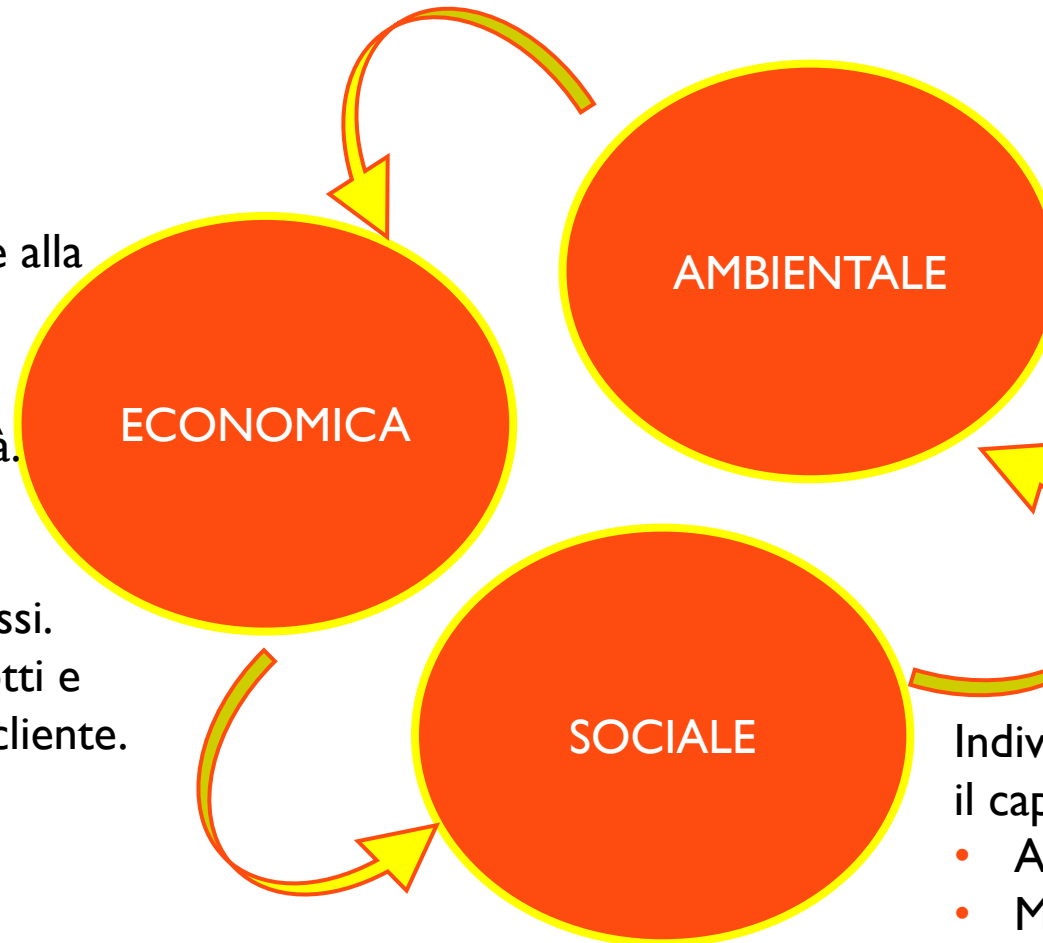 e alla
AMBIENTALE
ECONOMICA
à.
ssi.
tti e
cliente.
SOCIALE
Indiv
il cap
• A
• M